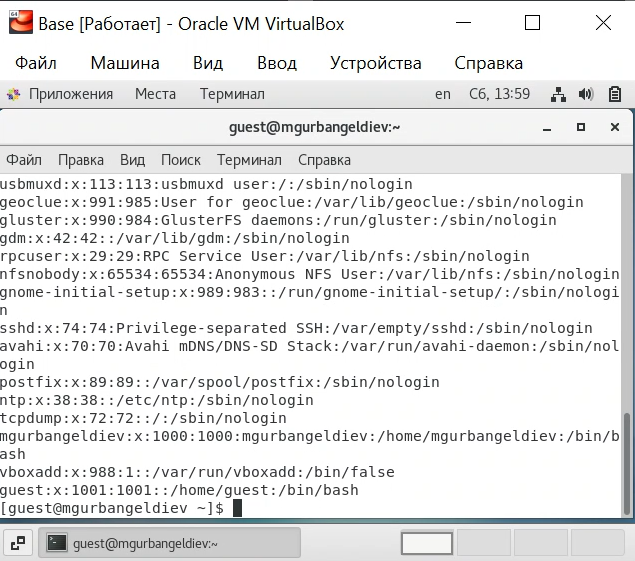 64
Base [Работает] - Oracle VM VirtualBox
Файл Машина Вид Ввод Устройства Справка
Приложения Места Терминал en Сб, 13:59
guest@mgurbangeldiev:~
Файл Правка Вид Поиск Терминал Справка
usbmuxd:x:113:113:usbmuxd user:/:/sbin/nologin
geoclue:x:991:985:User for geoclue:/var/lib/geoclue:/sbin/nologin
gluster:x:990:984:GlusterFS daemons:/run/gluster:/sbin/nologin
gdm:x:42:42::/var/lib/gdm:/sbin/nologin
rpcuser:x:29:29:RPC Service User:/var/lib/nfs:/sbin/nologin
nfsnobody:x:65534:65534:Anonymous NFS User:/var/lib/nfs:/sbin/nologin
gnome-initial-setup:x:989:983::/run/gnome-initial-setup/:/sbin/nologi
n
sshd:x:74:74:Privilege-separated SSH:/var/empty/sshd:/sbin/nologin
avahi:x:70:70:Avahi mDNS/DNS-SD Stack:/var/run/avahi-daemon:/sbin/nol
ogin
postfix:x:89:89::/var/spool/postfix:/sbin/nologin
ntp:x:38:38::/etc/ntp:/sbin/nologin
tcpdump:x:72:72::/:/sbin/nologin
mgurbangeldiev:x:1000:1000:mgurbangeldiev:/home/mgurbangeldiev:/bin/b
ash
vboxadd:x:988:1::/var/run/vboxadd:/bin/false
guest:x:1001:1001::/home/guest:/bin/bash
[guest@mgurbangeldiev ~]$
guest@mgurbangeldiev:~